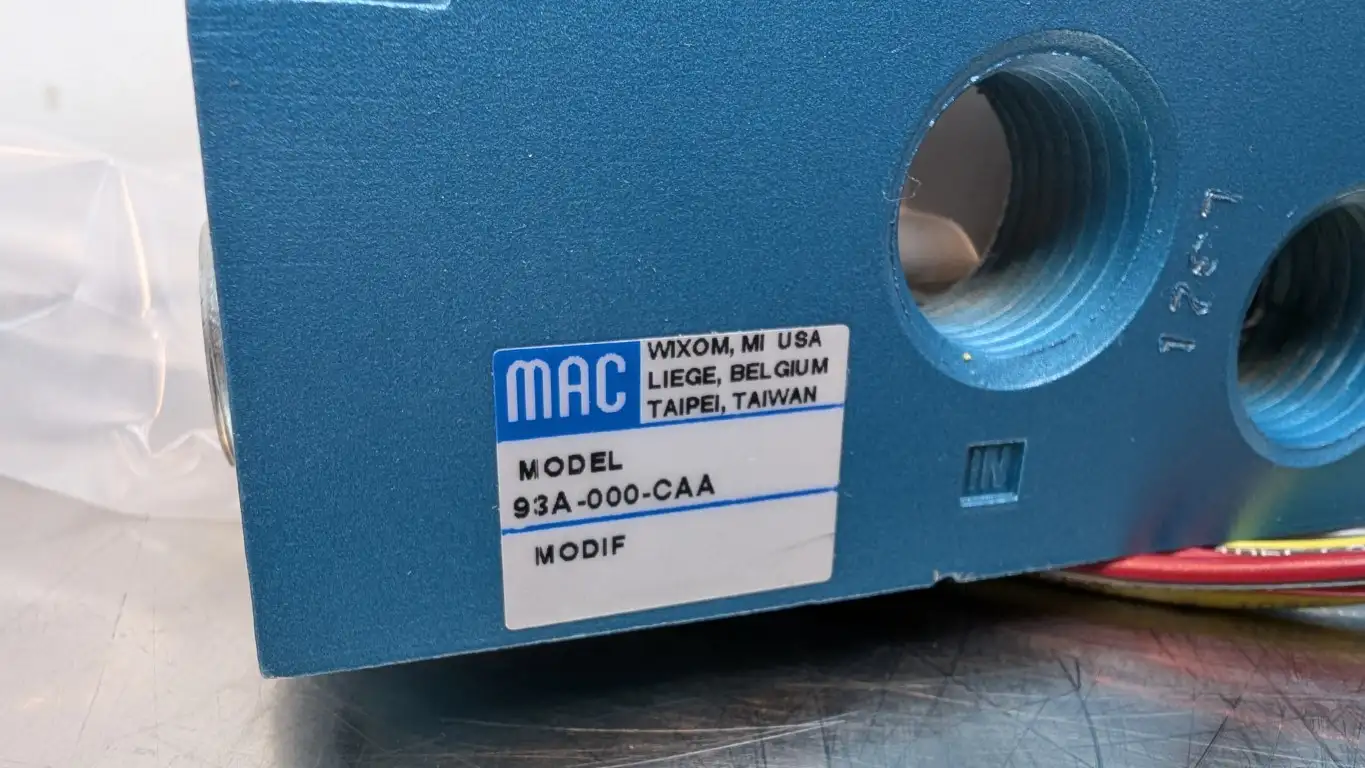 MAC
WIXOM, MI USA
LIEGE, BELGIUM
TAIPEI, TAIWAN
MODEL
93A-000-CAA
MODIF
IN